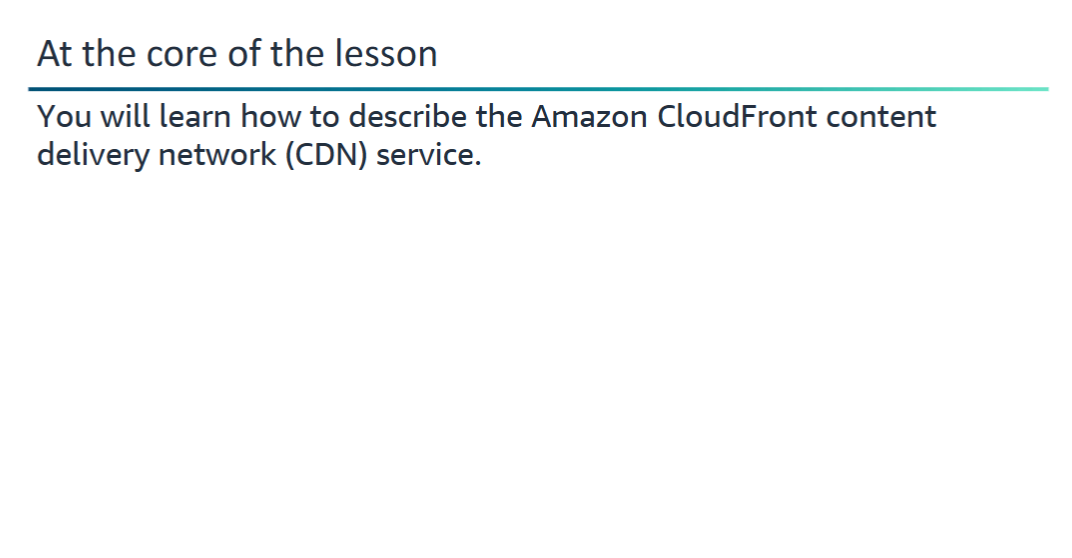 At the core of the lesson
You will learn how to describe the Amazon CloudFront content
delivery network (CDN) service.